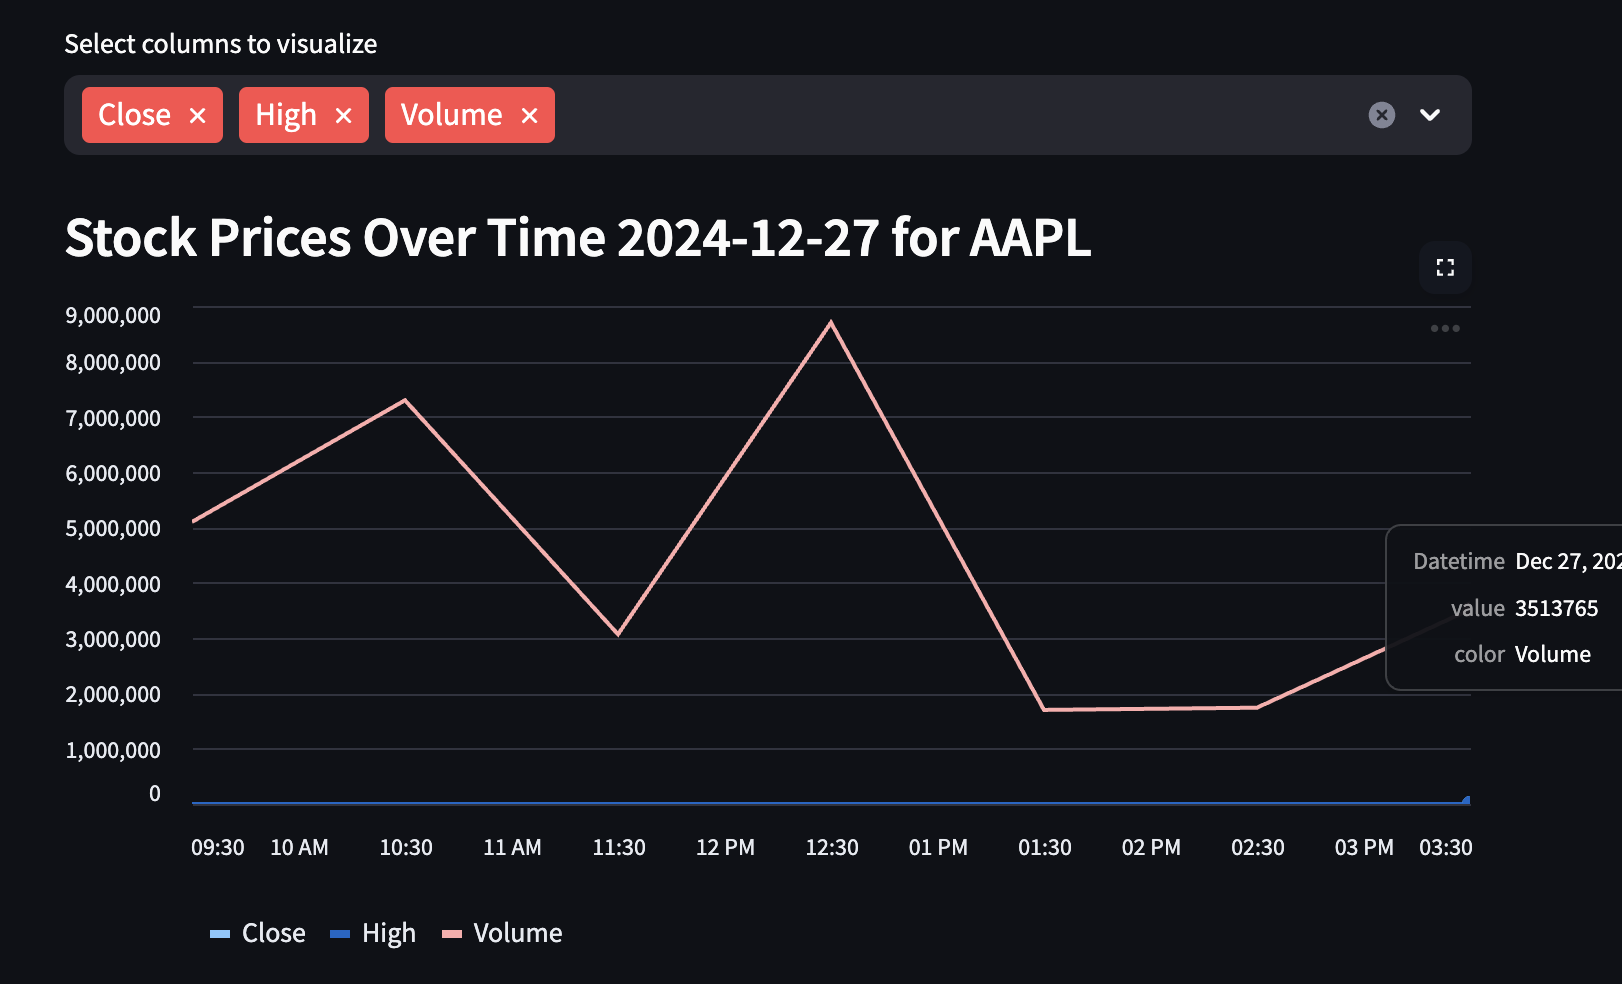 Select columns to visualize
Close × High × Volume ×
Stock Prices Over Time 2024-12-27 for AAPL
9,000,000
8,000,000
7,000,000
6,000,000
5,000,000
4,000,000
3,000,000
2,000,000
1,000,000
0
Datetime Dec 27, 202
value 3513765
color Volume
09:30 10 AM 10:30 11 AM 11:30 12 PM 12:30 01 PM 01:30 02 PM 02:30 03 PM 03:30
Close High Volume